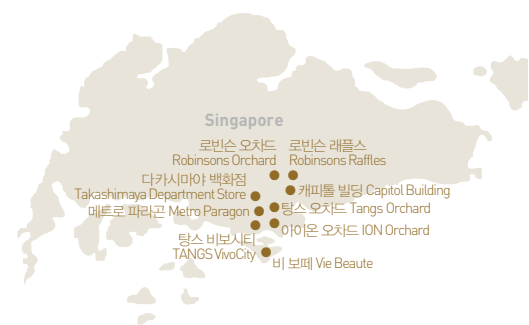 Singapore
로빈슨 오차드
Robinsons Orchard
로빈슨 래플스
Robinsons Raffles
다카시마야 백화점
Takashimaya Department Store
캐피톨 빌딩 Capitol Building
메트로 파라곤 Metro Paragon
탕스 오차드 Tangs Orchard
아이온 오차드 ION Orchard
탕스 비보시티
TANGS VivoCity
비 보떼 Vie Beaute